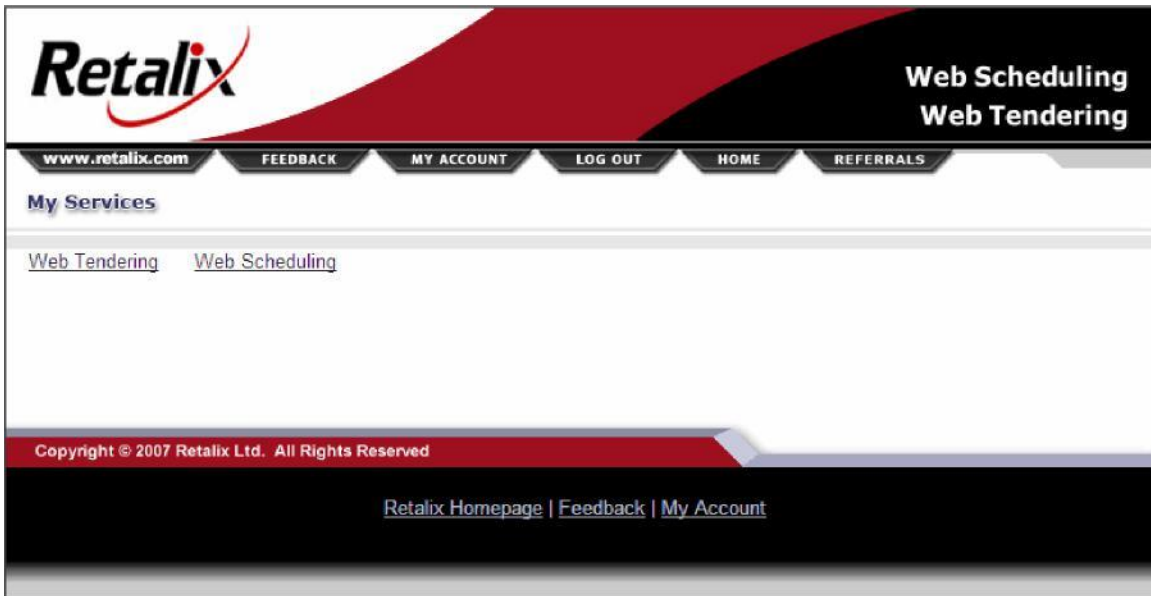 Retalix
Web Scheduling
Web Tendering
www.retalix.com FEEDBACK MY ACCOUNT LOG OUT HOME REFERRALS
My Services
Web Tendering Web Scheduling
Copyright © 2007 Retalix Ltd. All Rights Reserved
Retalix Homepage | Feedback | My Account